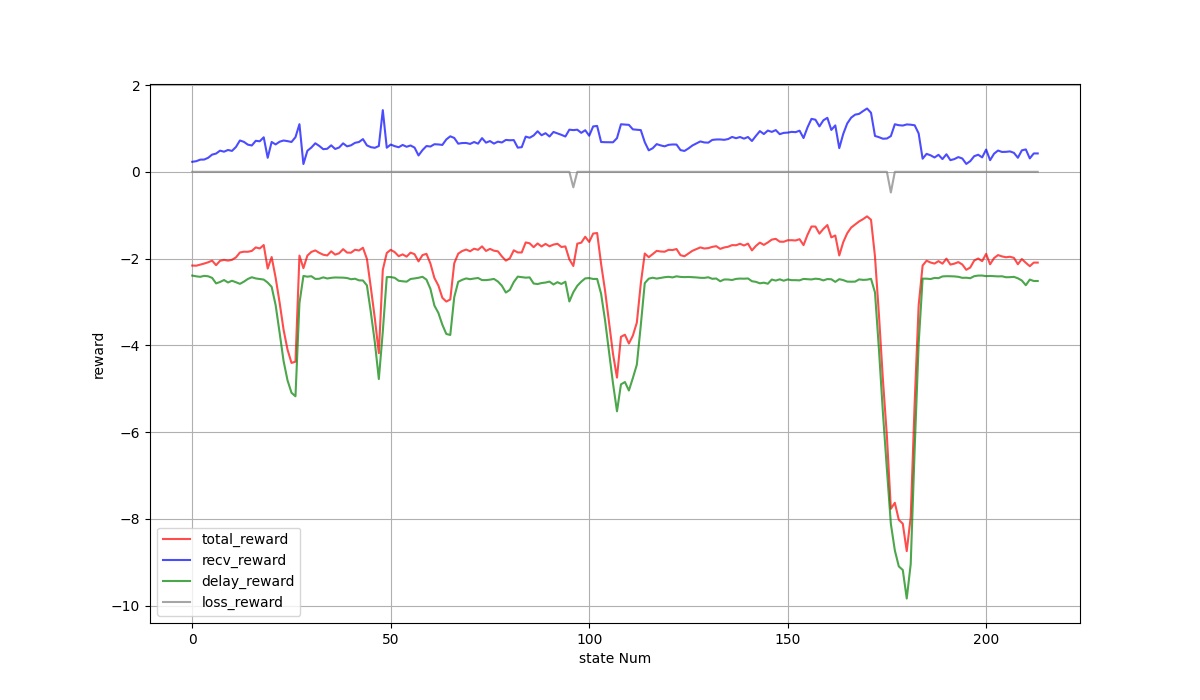 2
0
−2
−4
−6
−8
−10
reward
total_reward
recv_reward
delay_reward
loss_reward
0 50 100 150 200
state Num